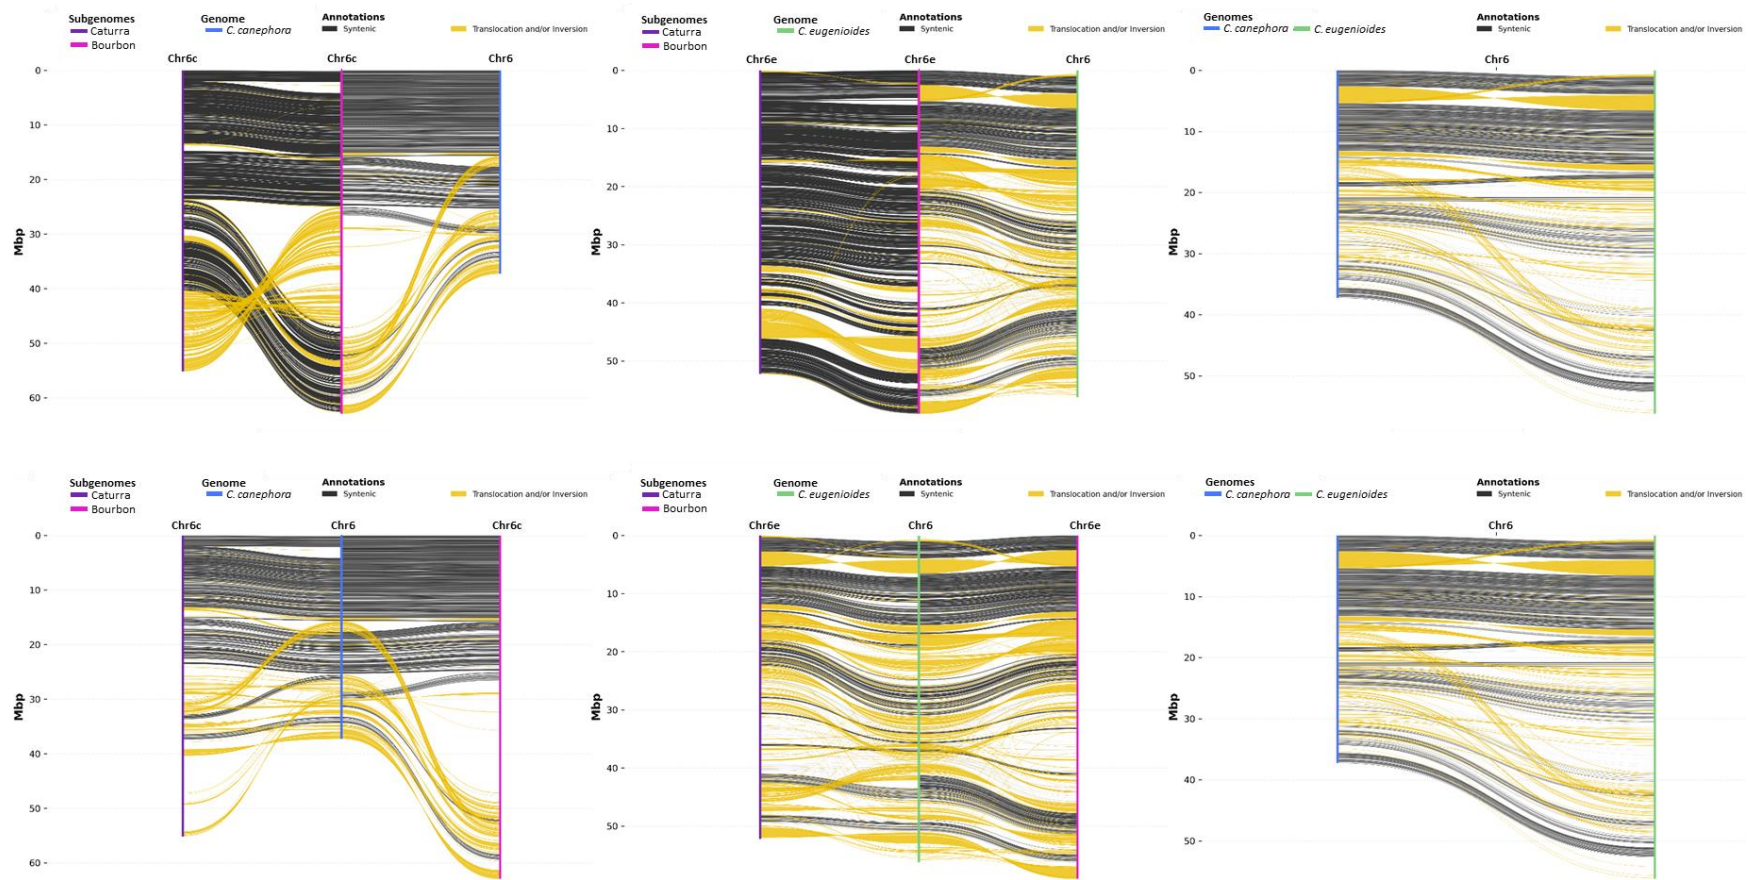 Subgenomes Genome Annotations
Caturra C. canephora Syntenic Translocation and/or Inversion
Bourbon
Chr6c Chr6c Chr6
0
10
20
30
40
50
60
Mbp
Subgenomes Genome Annotations
Caturra C. eugenioides Syntenic Translocation and/or Inversion
Bourbon
Chr6e Chr6e Chr6
0
10
20
30
40
50
Mbp
Genomes Annotations
C. canephora C. eugenioides Syntenic Translocation and/or Inversion
Chr6
0
10
20
30
40
50
Mbp
Subgenomes Genome Annotations
Caturra C. canephora Syntenic Translocation and/or Inversion
Bourbon
Chr6c Chr6 Chr6c
0
10
20
30
40
50
60
Mbp
Subgenomes Genome Annotations
Caturra C. eugenioides Syntenic Translocation and/or Inversion
Bourbon
Chr6e Chr6 Chr6e
0
10
20
30
40
50
Mbp
Genomes Annotations
C. canephora C. eugenioides Syntenic Translocation and/or Inversion
Chr6
0
10
20
30
40
50
Mbp